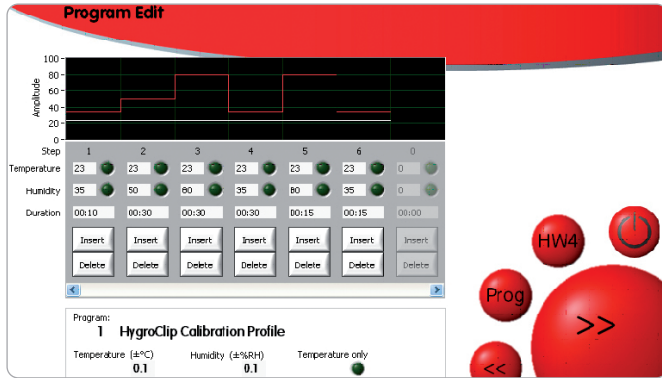 Program Edit
100
80
60
40
20
0
Amplitude
Step 1 2 3 4 5 6 0
Temperature 23 23 23 23 23 23 0
Humidity 35 50 80 35 80 35 0
Duration 00:10 00:30 00:30 00:30 00:15 00:15 00:00
Insert Insert Insert Insert Insert Insert Insert
Delete Delete Delete Delete Delete Delete Delete
Program:
1 HygroClip Calibration Profile
Temperature (±°C) Humidity (±%RH) Temperature only
0.1 0.1
HW4
Prog
>>
<<